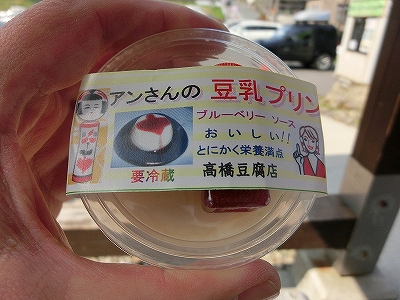 アンさんの 豆乳プリン
ブルーベリー ソース
おいしい!!
とにかく栄養満点
要冷蔵
高橋豆腐店